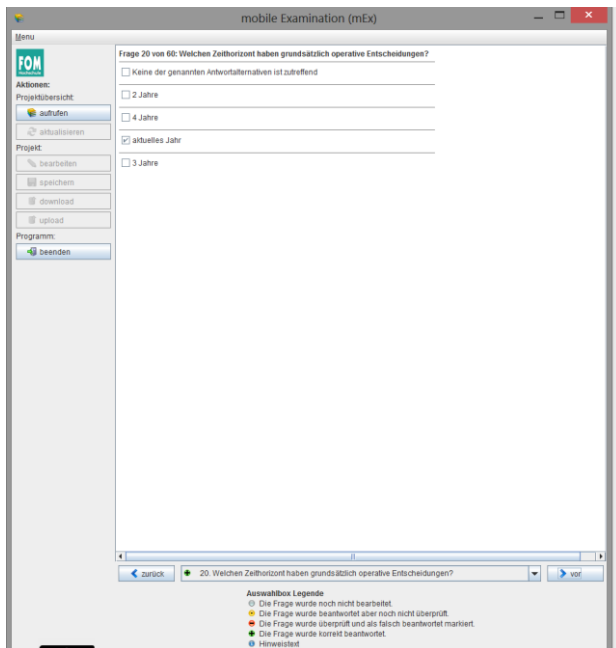 mobile Examination (mEx)
Menu
FOM
Hochschule
Aktionen:
Projektübersicht:
aufrufen
aktualisieren
Projekt:
bearbeiten
speichern
download
upload
Programm:
beenden
Frage 20 von 60: Welchen Zeithorizont haben grundsätzlich operative Entscheidungen?
Keine der genannten Antwortalternativen ist zutreffend
2 Jahre
4 Jahre
aktuelles Jahr
3 Jahre
zurück
20. Welchen Zeithorizont haben grundsätzlich operative Entscheidungen?
vor
Auswahlbox Legende
Die Frage wurde noch nicht bearbeitet.
Die Frage wurde beantwortet aber noch nicht überprüft.
Die Frage wurde überprüft und als falsch beantwortet markiert.
Die Frage wurde korrekt beantwortet.
Hinweistext